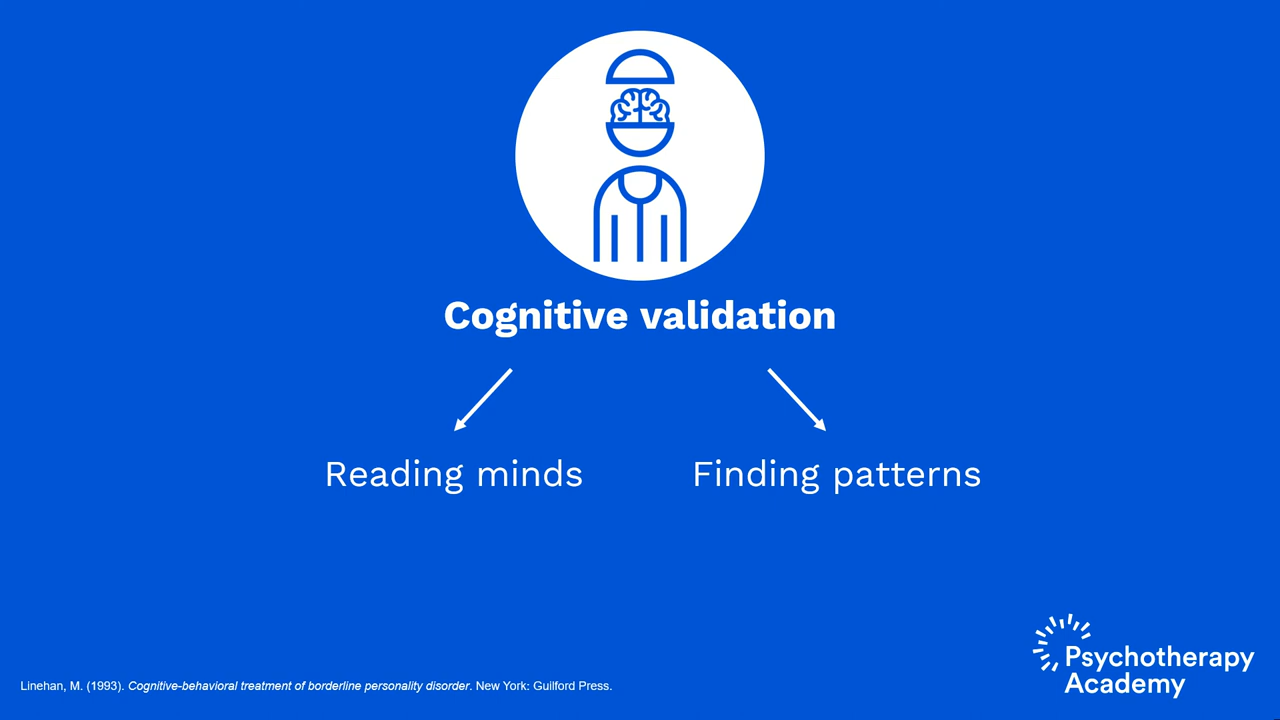 Cognitive validation
Reading minds
Finding patterns
Linehan, M. (1993). Cognitive-behavioral treatment of borderline personality disorder. New York: Guilford Press.
Psychotherapy
Academy